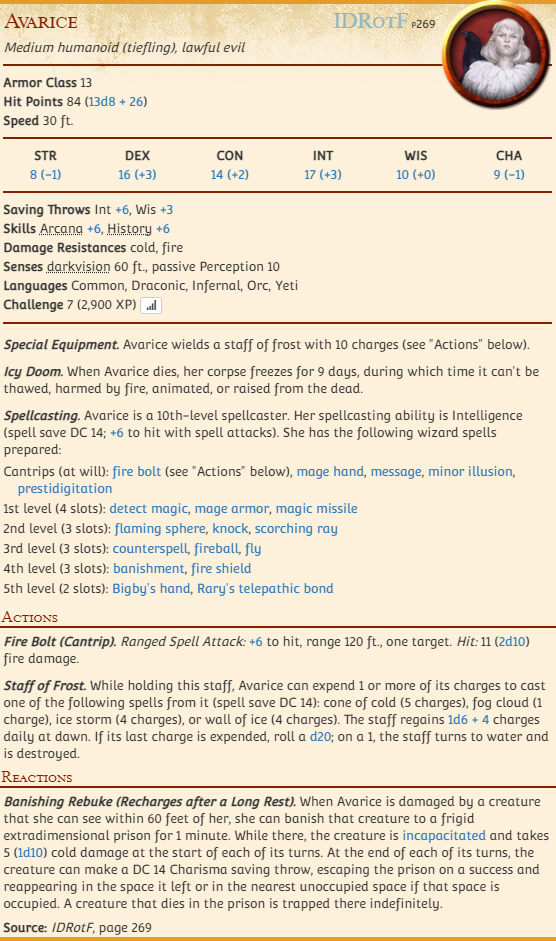 Avarice
IDRotF p269
Medium humanoid (tiefling), lawful evil
Armor Class 13
Hit Points 84 (13d8 + 26)
Speed 30 ft.
STR DEX CON INT WIS CHA
8 (−1) 16 (+3) 14 (+2) 17 (+3) 10 (+0) 9 (−1)
Saving Throws Int +6, Wis +3
Skills Arcana +6, History +6
Damage Resistances cold, fire
Senses darkvision 60 ft., passive Perception 10
Languages Common, Draconic, Infernal, Orc, Yeti
Challenge 7 (2,900 XP)
Special Equipment. Avarice wields a staff of frost with 10 charges (see "Actions" below).
Icy Doom. When Avarice dies, her corpse freezes for 9 days, during which time it can't be
thawed, harmed by fire, animated, or raised from the dead.
Spellcasting. Avarice is a 10th-level spellcaster. Her spellcasting ability is Intelligence
(spell save DC 14; +6 to hit with spell attacks). She has the following wizard spells
prepared:
Cantrips (at will): fire bolt (see "Actions" below), mage hand, message, minor illusion,
prestidigitation
1st level (4 slots): detect magic, mage armor, magic missile
2nd level (3 slots): flaming sphere, knock, scorching ray
3rd level (3 slots): counterspell, fireball, fly
4th level (3 slots): banishment, fire shield
5th level (2 slots): Bigby's hand, Rary's telepathic bond
Actions
Fire Bolt (Cantrip). Ranged Spell Attack: +6 to hit, range 120 ft., one target. Hit: 11 (2d10)
fire damage.
Staff of Frost. While holding this staff, Avarice can expend 1 or more of its charges to cast
one of the following spells from it (spell save DC 14): cone of cold (5 charges), fog cloud (1
charge), ice storm (4 charges), or wall of ice (4 charges). The staff regains 1d6 + 4 charges
daily at dawn. If its last charge is expended, roll a d20; on a 1, the staff turns to water and
is destroyed.
Reactions
Banishing Rebuke (Recharges after a Long Rest). When Avarice is damaged by a creature
that she can see within 60 feet of her, she can banish that creature to a frigid
extradimensional prison for 1 minute. While there, the creature is incapacitated and takes
5 (1d10) cold damage at the start of each of its turns. At the end of each of its turns, the
creature can make a DC 14 Charisma saving throw, escaping the prison on a success and
reappearing in the space it left or in the nearest unoccupied space if that space is
occupied. A creature that dies in the prison is trapped there indefinitely.
Source: IDRotF, page 269